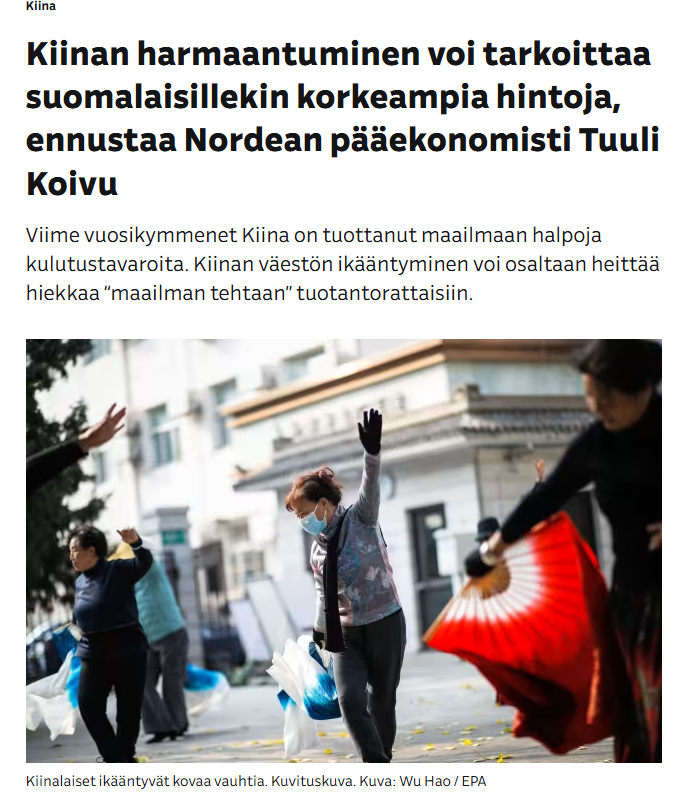 Kiina
Kiinan harmaantuminen voi tarkoittaa
suomalaisillekin korkeampia hintoja,
ennustaa Nordean pääekonomisti Tuuli
Koivu
Viime vuosikymmenet Kiina on tuottanut maailmaan halpoja
kulutustavaroita. Kiinan väestön ikääntyminen voi osaltaan heittää
hiekkaa “maailman tehtaan” tuotantorattaisiin.
Kiinalaiset ikääntyvät kovaa vauhtia. Kuvituskuva. Kuva: Wu Hao / EPA